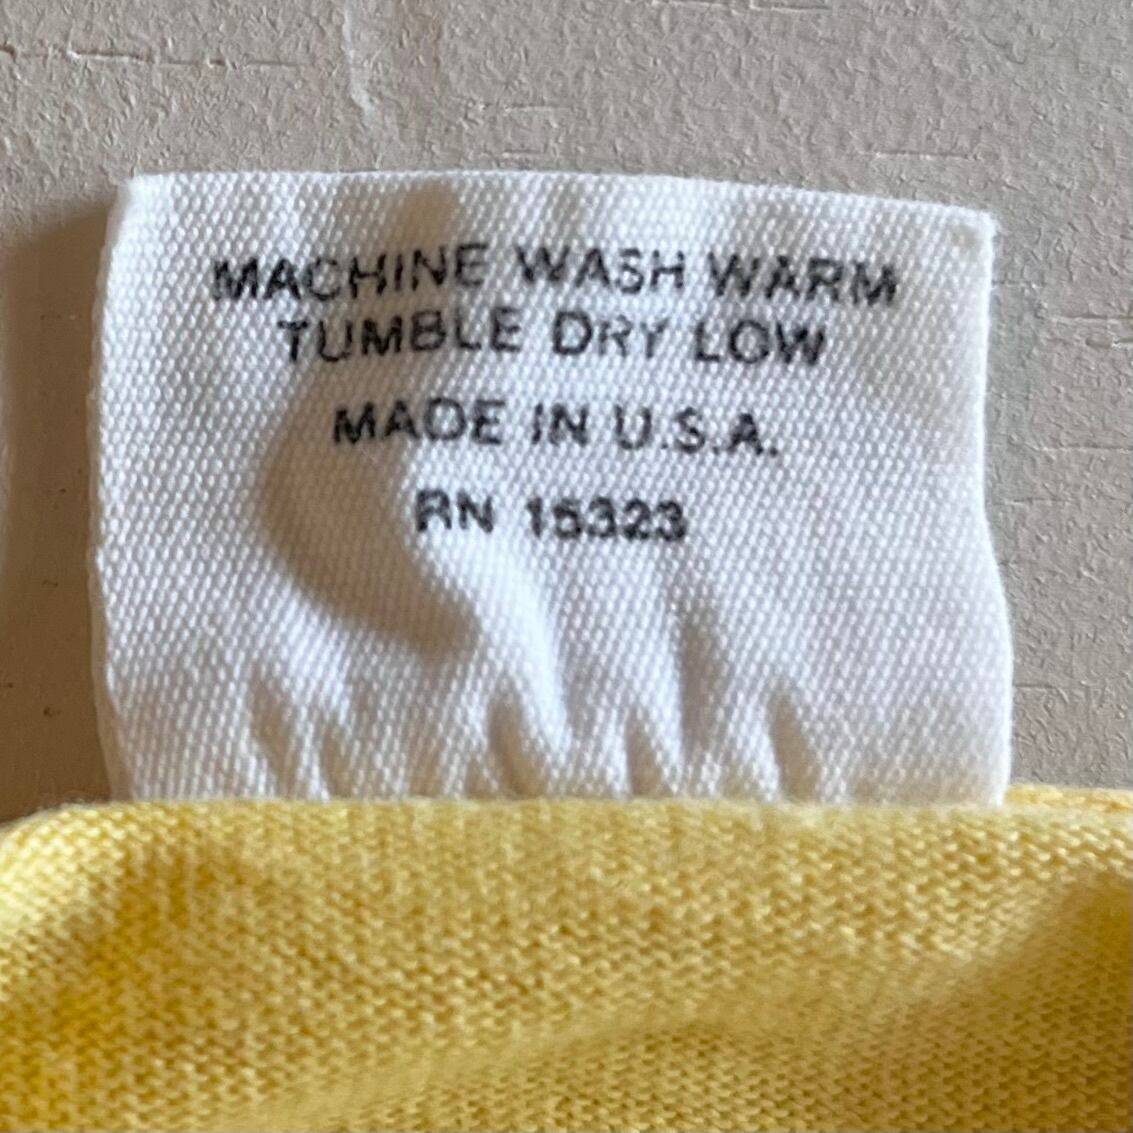 MACHINE WASH WARM
TUMBLE DRY LOW
MADE IN U.S.A.
RN 15323